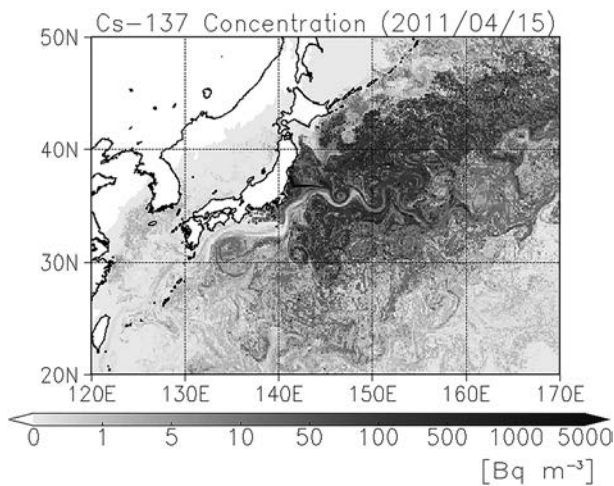 Cs-137 Concentration (2011/04/15)
50N
40N
30N
20N
120E 130E 140E 150E 160E 170E
0 1 5 10 50 100 500 1000 5000
[Bq m⁻³]